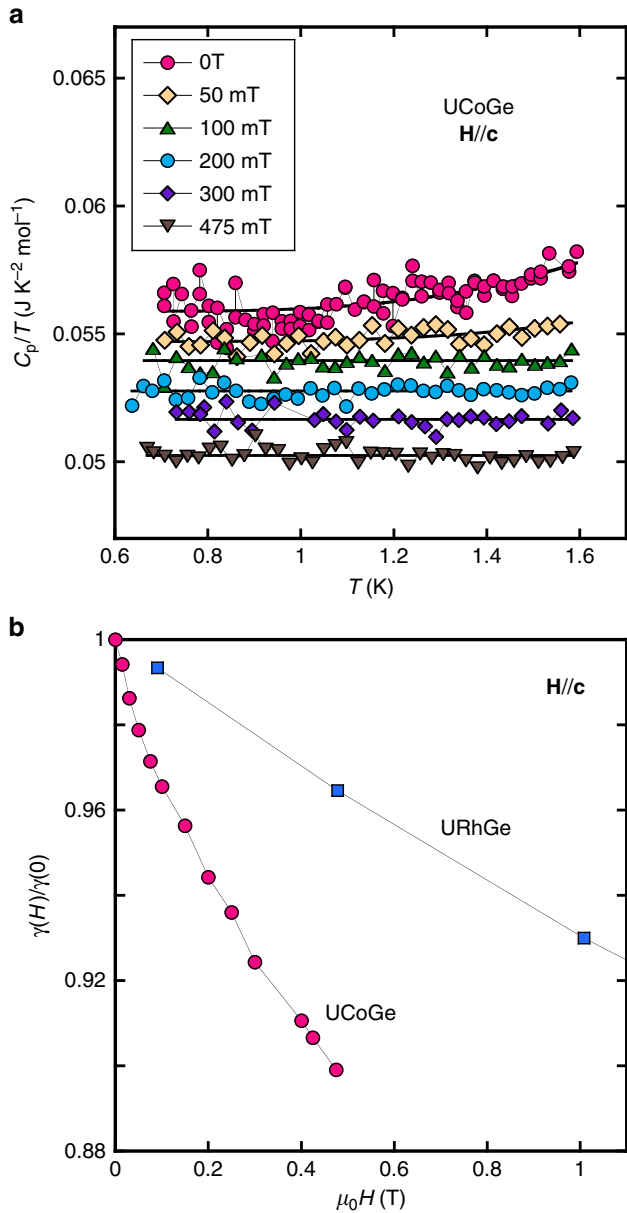 a
0.065
0.06
0.055
0.05
C_p/T (J K⁻² mol⁻¹)
0T
50 mT
100 mT
200 mT
300 mT
475 mT
UCoGe
H//c
0.6 0.8 1 1.2 1.4 1.6
T (K)
b
1
0.96
0.92
0.88
γ(H)/γ(0)
H//c
URhGe
UCoGe
0 0.2 0.4 0.6 0.8 1
μ₀H (T)